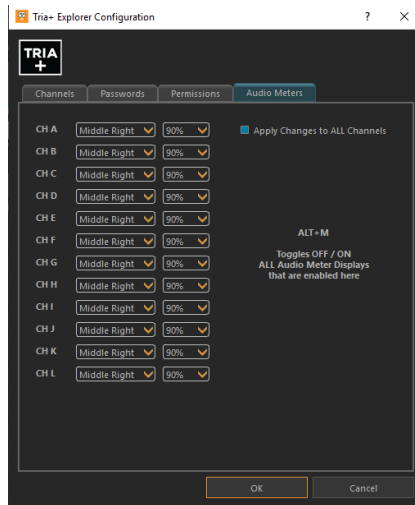 Tria+ Explorer Configuration ? ×
TRIA
+
Channels Passwords Permissions Audio Meters
CH A Middle Right 90% Apply Changes to ALL Channels
CH B Middle Right 90%
CH C Middle Right 90%
CH D Middle Right 90%
CH E Middle Right 90%
CH F Middle Right 90%
CH G Middle Right 90%
CH H Middle Right 90%
CH I Middle Right 90%
CH J Middle Right 90%
CH K Middle Right 90%
CH L Middle Right 90%
ALT+M
Toggles OFF / ON
ALL Audio Meter Displays
that are enabled here
OK Cancel